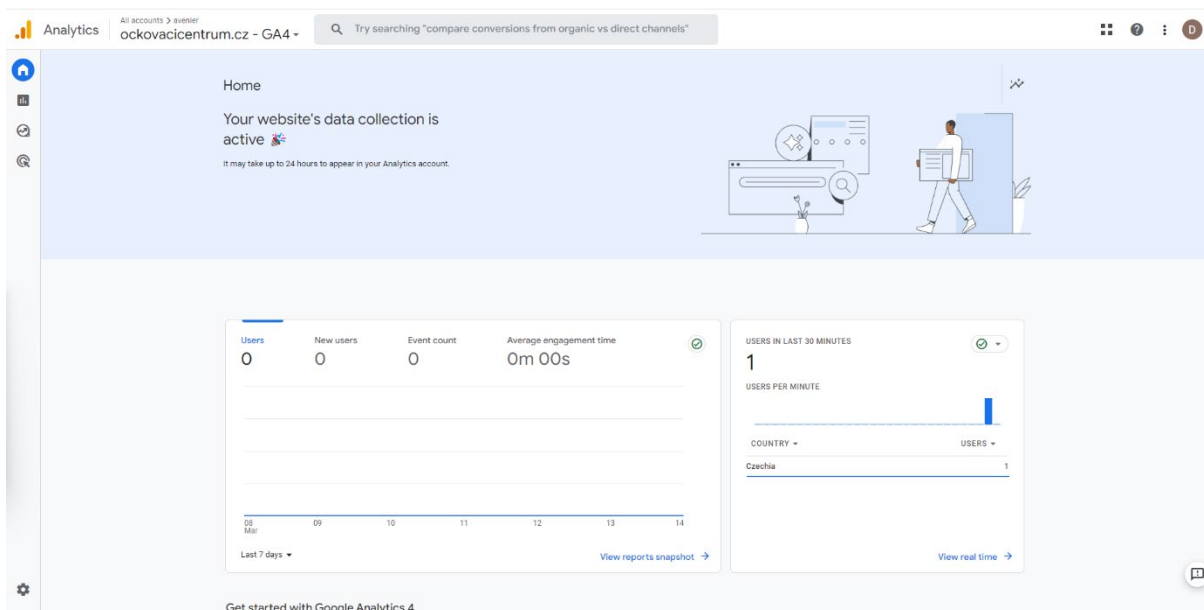 Analytics
All accounts > avenier
ockovacicentrum.cz - GA4
Try searching "compare conversions from organic vs direct channels"
D
Home
Your website's data collection is
active 🎉
It may take up to 24 hours to appear in your Analytics account.
Users New users Event count Average engagement time
0 0 0 0m 00s
08 09 10 11 12 13 14
Mar
Last 7 days
View reports snapshot →
USERS IN LAST 30 MINUTES
1
USERS PER MINUTE
COUNTRY USERS
Czechia 1
View real time →
Get started with Google Analytics 4